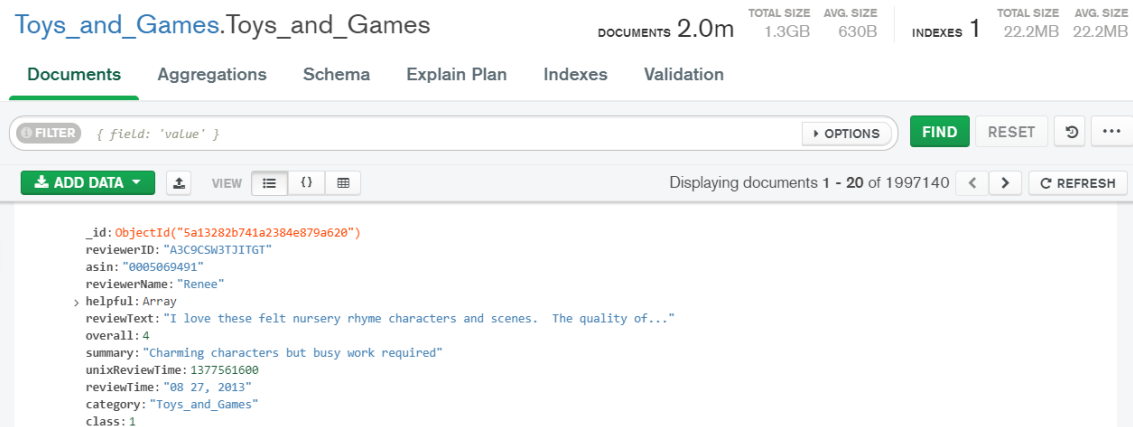 Toys_and_Games.Toys_and_Games
DOCUMENTS 2.0m TOTAL SIZE 1.3GB AVG. SIZE 630B INDEXES 1 TOTAL SIZE 22.2MB AVG. SIZE 22.2MB
Documents Aggregations Schema Explain Plan Indexes Validation
FILTER { field: 'value' } OPTIONS FIND RESET
ADD DATA VIEW {} Displaying documents 1 - 20 of 1997140 REFRESH
_id: ObjectId("5a13282b741a2384e879a620")
reviewerID: "A3C9CSW3TJITGT"
asin: "0005069491"
reviewerName: "Renee"
helpful: Array
reviewText: "I love these felt nursery rhyme characters and scenes.  The quality of..."
overall: 4
summary: "Charming characters but busy work required"
unixReviewTime: 1377561600
reviewTime: "08 27, 2013"
category: "Toys_and_Games"
class: 1